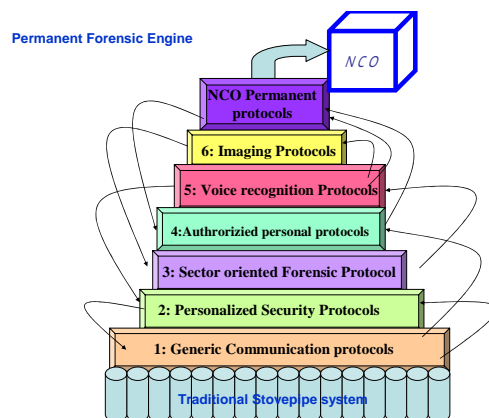 Permanent Forensic Engine
NCO
NCO Permanent
protocols
6: Imaging Protocols
5: Voice recognition Protocols
4:Authrorizied personal protocols
3: Sector oriented Forensic Protocol
2: Personalized Security Protocols
1: Generic Communication protocols
Traditional Stovepipe system